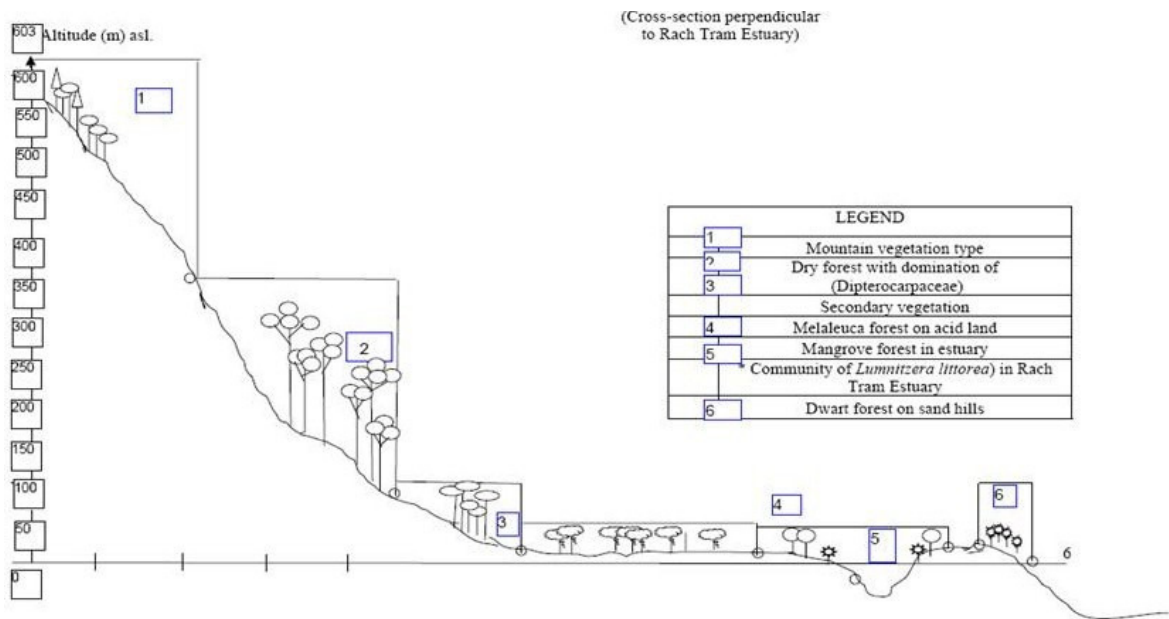 (Cross-section perpendicular
to Rach Tram Estuary)
603
Altitude (m) asl.
600
550
500
450
400
350
300
250
200
150
100
50
0
1
2
3
4
5
6
6
LEGEND
1
Mountain vegetation type
2
Dry forest with domination of
3
(Dipterocarpaceae)
Secondary vegetation
4
Melaleuca forest on acid land
5
Mangrove forest in estuary
Community of Lumnitzera littorea) in Rach
Tram Estuary
6
Dwart forest on sand hills